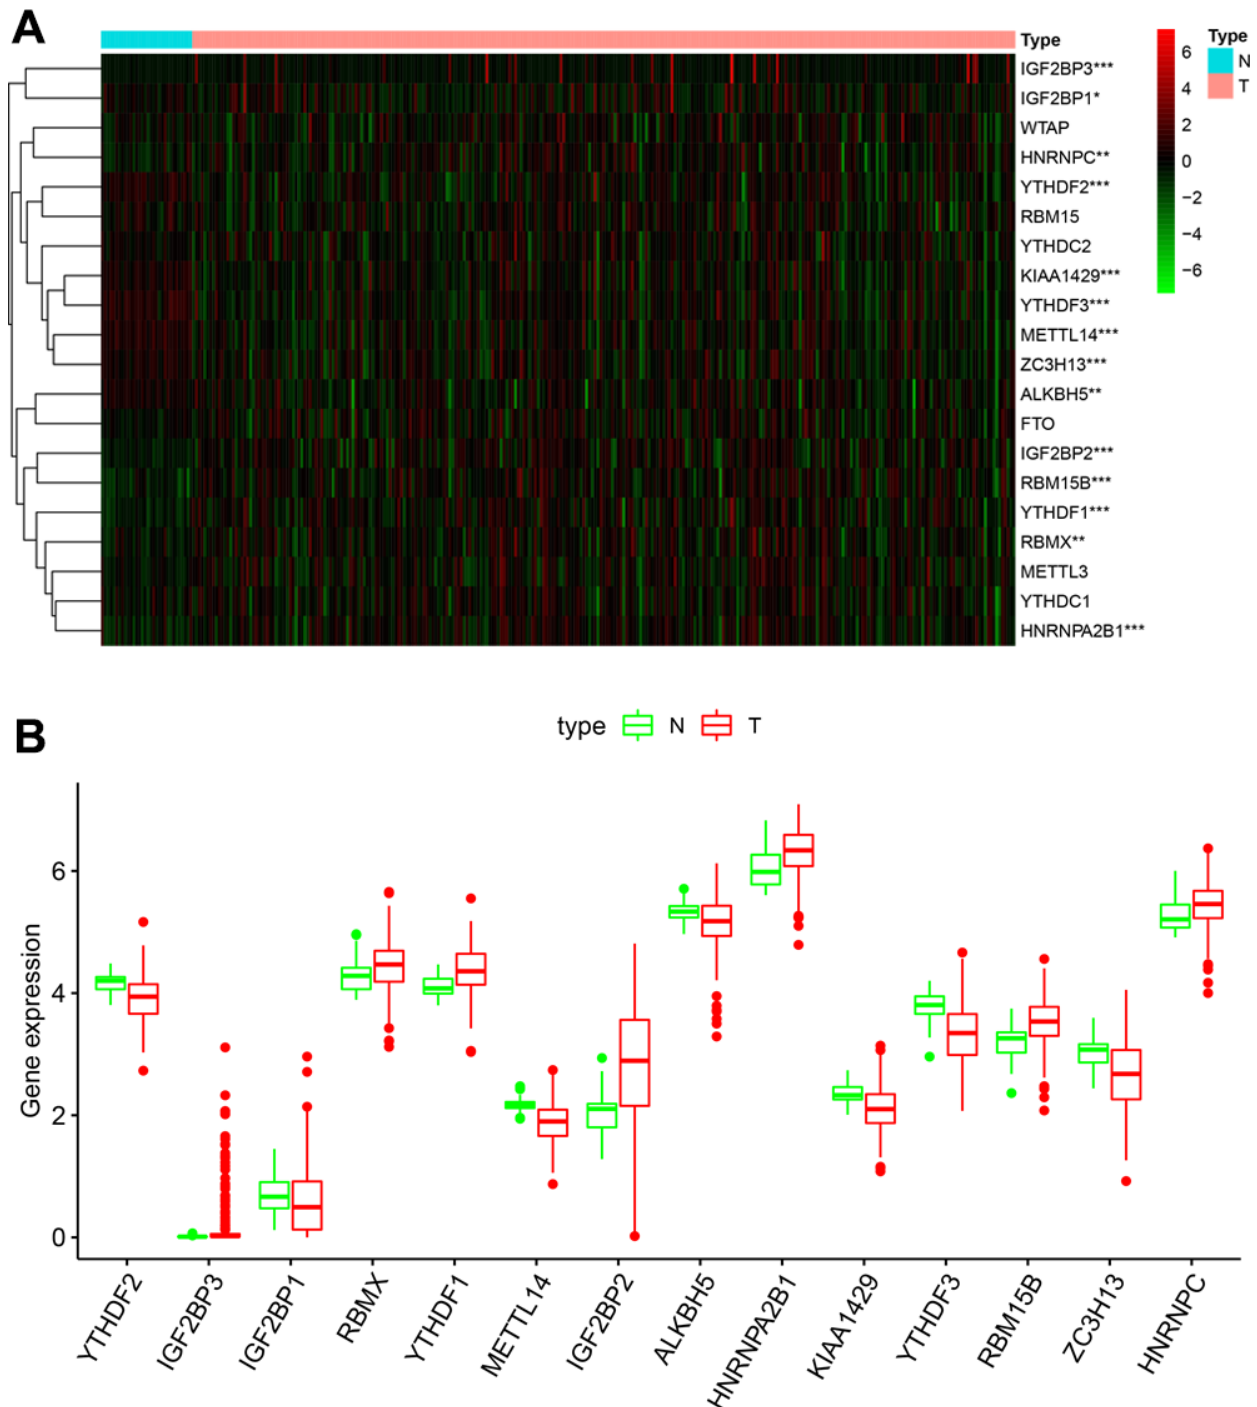 A
Type
IGF2BP3***
IGF2BP1*
WTAP
HNRNPC**
YTHDF2***
RBM15
YTHDC2
KIAA1429***
YTHDF3***
METTL14***
ZC3H13***
ALKBH5**
FTO
IGF2BP2***
RBM15B***
YTHDF1***
RBMX**
METTL3
YTHDC1
HNRNPA2B1***
6
4
2
0
−2
−4
−6
Type
N
T
B
type N T
Gene expression
6
4
2
0
YTHDF2
IGF2BP3
IGF2BP1
RBMX
YTHDF1
METTL14
IGF2BP2
ALKBH5
HNRNPA2B1
KIAA1429
YTHDF3
RBM15B
ZC3H13
HNRNPC